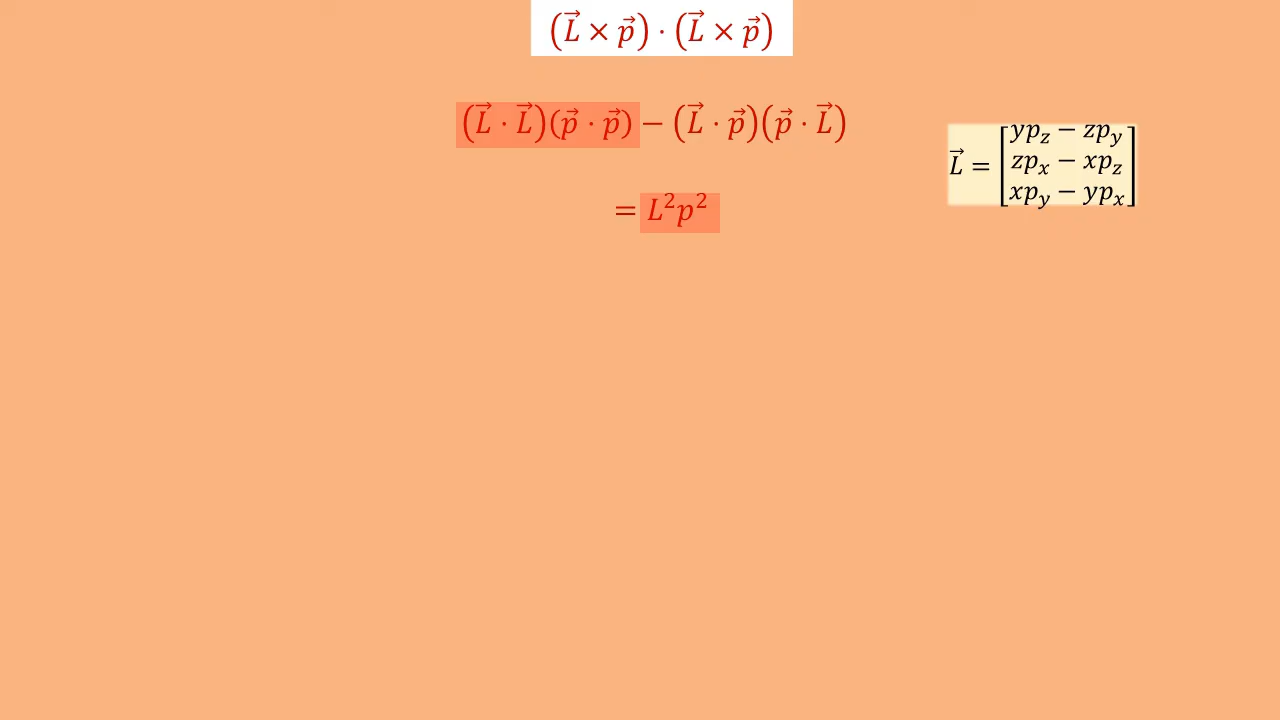 (L⃗ × p⃗) · (L⃗ × p⃗)
(L⃗ · L⃗)(p⃗ · p⃗) − (L⃗ · p⃗)(p⃗ · L⃗)
= L²p²
L⃗ = [yp_z − zp_y
zp_x − xp_z
xp_y − yp_x]